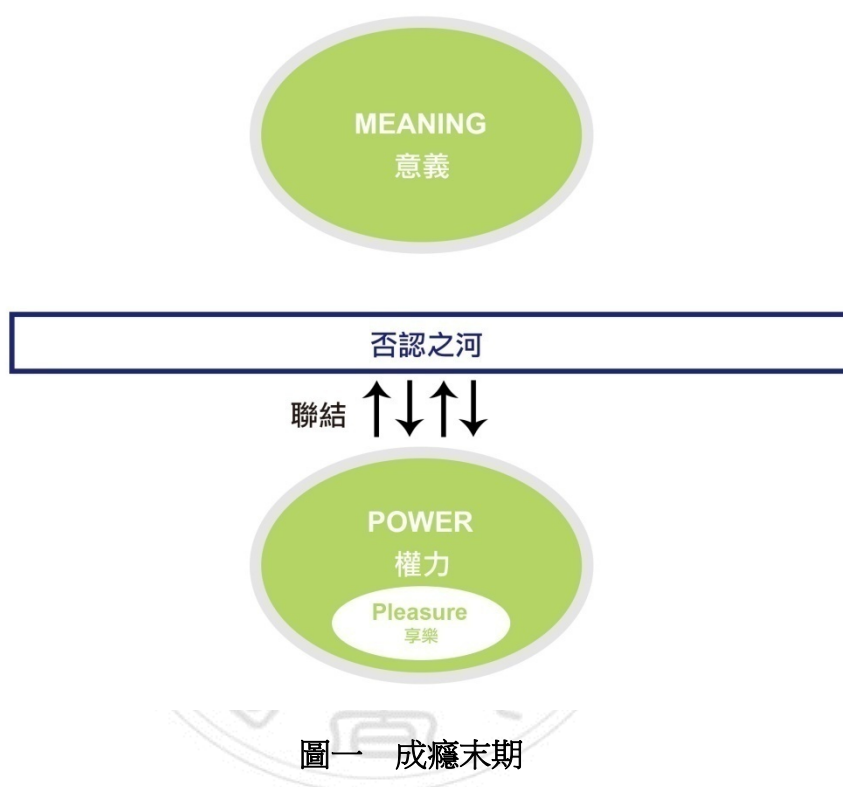 MEANING
意義
否認之河
聯結
POWER
權力
Pleasure
享樂
圖一 成癮末期